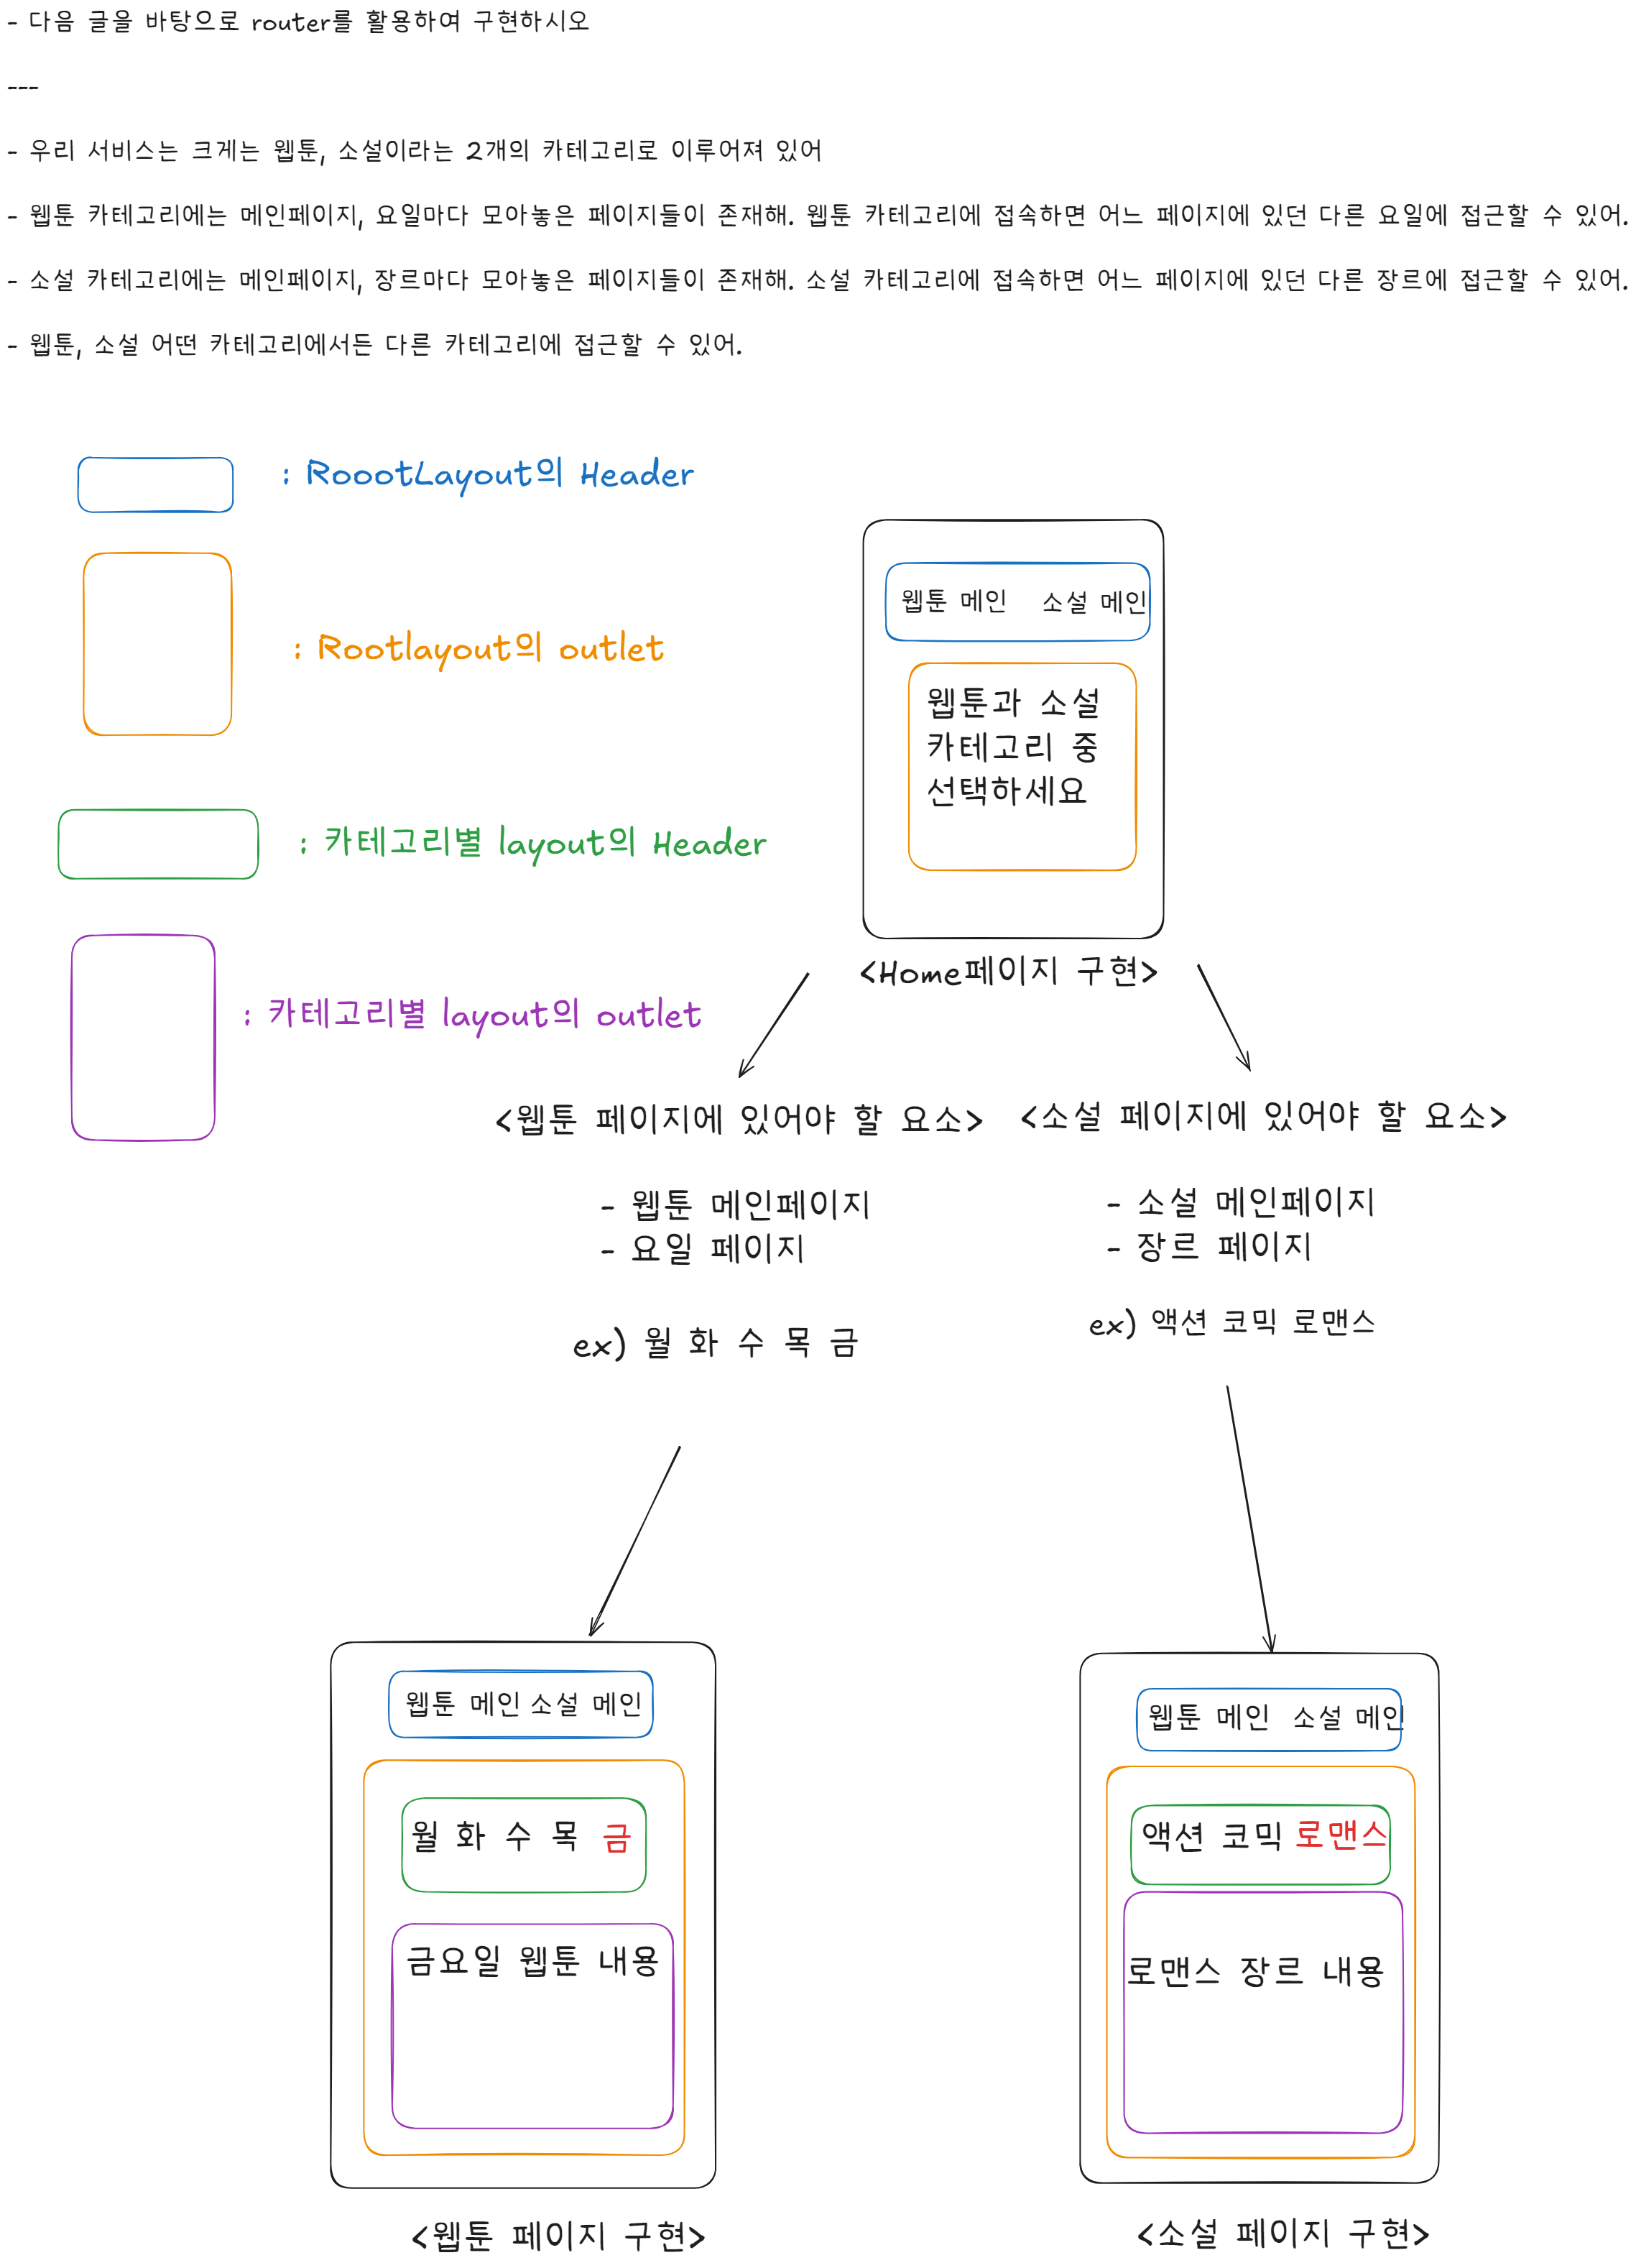 - 다음 글을 바탕으로 router를 활용하여 구현하시오
---
- 우리 서비스는 크게는 웹툰, 소설이라는 2개의 카테고리로 이루어져 있어
- 웹툰 카테고리에는 메인페이지, 요일마다 모아놓은 페이지들이 존재해. 웹툰 카테고리에 접속하면 어느 페이지에 있던 다른 요일에 접근할 수 있어.
- 소설 카테고리에는 메인페이지, 장르마다 모아놓은 페이지들이 존재해. 소설 카테고리에 접속하면 어느 페이지에 있던 다른 장르에 접근할 수 있어.
- 웹툰, 소설 어떤 카테고리에서든 다른 카테고리에 접근할 수 있어.
: RoootLayout의 Header
: Rootlayout의 outlet
: 카테고리별 layout의 Header
: 카테고리별 layout의 outlet
웹툰 메인 소설 메인
웹툰과 소설
카테고리 중
선택하세요
<Home페이지 구현>
<웹툰 페이지에 있어야 할 요소>
- 웹툰 메인페이지
- 요일 페이지
ex) 월 화 수 목 금
<소설 페이지에 있어야 할 요소>
- 소설 메인페이지
- 장르 페이지
ex) 액션 코믹 로맨스
웹툰 메인 소설 메인
월 화 수 목 금
금요일 웹툰 내용
<웹툰 페이지 구현>
웹툰 메인 소설 메인
액션 코믹 로맨스
로맨스 장르 내용
<소설 페이지 구현>